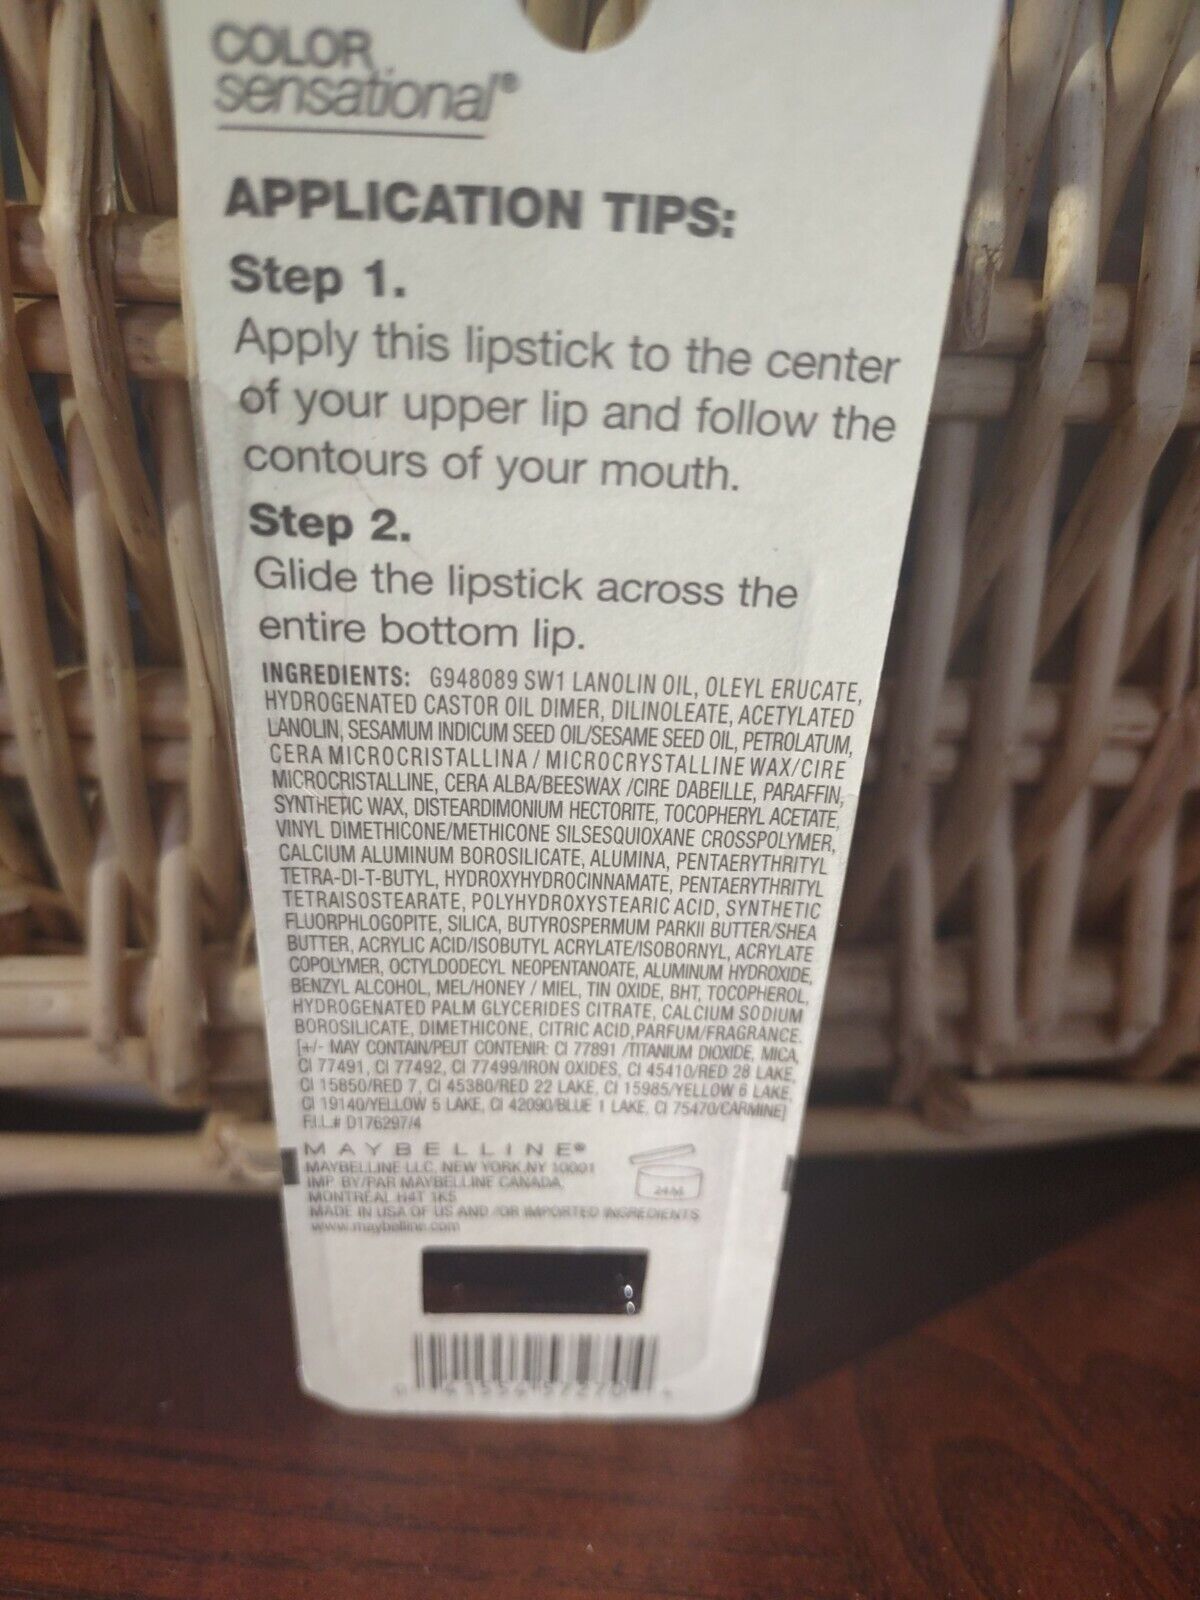 COLOR
sensational®
APPLICATION TIPS:
Step 1.
Apply this lipstick to the center
of your upper lip and follow the
contours of your mouth.
Step 2.
Glide the lipstick across the
entire bottom lip.
INGREDIENTS: G948089 SW1 LANOLIN OIL, OLEYL ERUCATE,
HYDROGENATED CASTOR OIL DIMER, DILINOLEATE, ACETYLATED
LANOLIN, SESAMUM INDICUM SEED OIL/SESAME SEED OIL, PETROLATUM,
CERA MICROCRISTALLINA / MICROCRYSTALLINE WAX/CIRE
MICROCRISTALLINE, CERA ALBA/BEESWAX /CIRE DABEILLE, PARAFFIN,
SYNTHETIC WAX, DISTEARDIMONIUM HECTORITE, TOCOPHERYL ACETATE,
VINYL DIMETHICONE/METHICONE SILSESQUIOXANE CROSSPOLYMER,
CALCIUM ALUMINUM BOROSILICATE, ALUMINA, PENTAERYTHRITYL
TETRA-DI-T-BUTYL, HYDROXYHYDROCINNAMATE, PENTAERYTHRITYL
TETRAISOSTEARATE, POLYHYDROXYSTEARIC ACID, SYNTHETIC
FLUORPHLOGOPITE, SILICA, BUTYROSPERMUM PARKII BUTTER/SHEA
BUTTER, ACRYLIC ACID/ISOBUTYL ACRYLATE/ISOBORNYL, ACRYLATE
COPOLYMER, OCTYLDODECYL NEOPENTANOATE, ALUMINUM HYDROXIDE,
BENZYL ALCOHOL, MEL/HONEY / MIEL, TIN OXIDE, BHT, TOCOPHEROL,
HYDROGENATED PALM GLYCERIDES CITRATE, CALCIUM SODIUM
BOROSILICATE, DIMETHICONE, CITRIC ACID,PARFUM/FRAGRANCE.
[+/- MAY CONTAIN/PEUT CONTENIR: CI 77891 /TITANIUM DIOXIDE, MICA,
CI 77491, CI 77492, CI 77499/IRON OXIDES, CI 45410/RED 28 LAKE,
CI 15850/RED 7, CI 45380/RED 22 LAKE, CI 15985/YELLOW 6 LAKE,
CI 19140/YELLOW 5 LAKE, CI 42090/BLUE 1 LAKE, CI 75470/CARMINE]
F.I.L.# D176297/4
MAYBELLINE®
MAYBELLINE LLC, NEW YORK,NY 10001
IMP. BY/PAR MAYBELLINE CANADA,
MONTRÉAL H4T 1K5
24M
MADE IN USA OF US AND /OR IMPORTED INGREDIENTS
www.maybelline.com